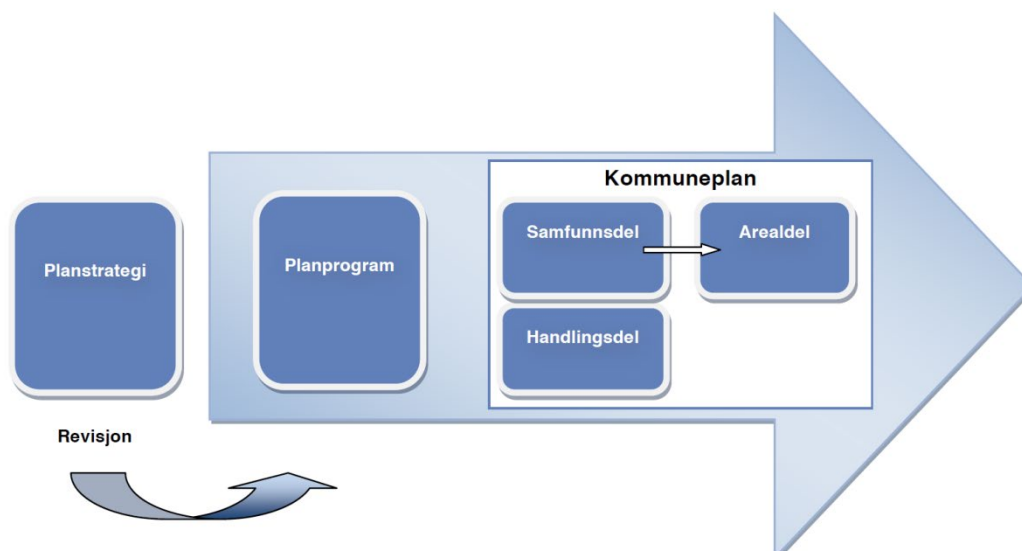 Planstrategi
Revisjon
Planprogram
Kommuneplan
Samfunnsdel
Arealdel
Handlingsdel